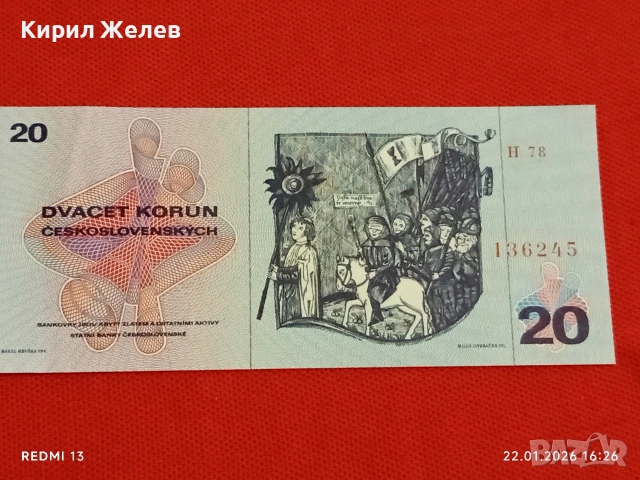 Кирил Желев
20
DVACET KORUN
ČESKOSLOVENSKÝCH
BANKOVKY JSOU KRYTY ZLATEM A OSTATNÍMI AKTIVY
STÁTNÍ BANKY ČESKOSLOVENSKÉ
H 78
136245
20
REDMI 13
22.01.2026 16:26
BAZAR